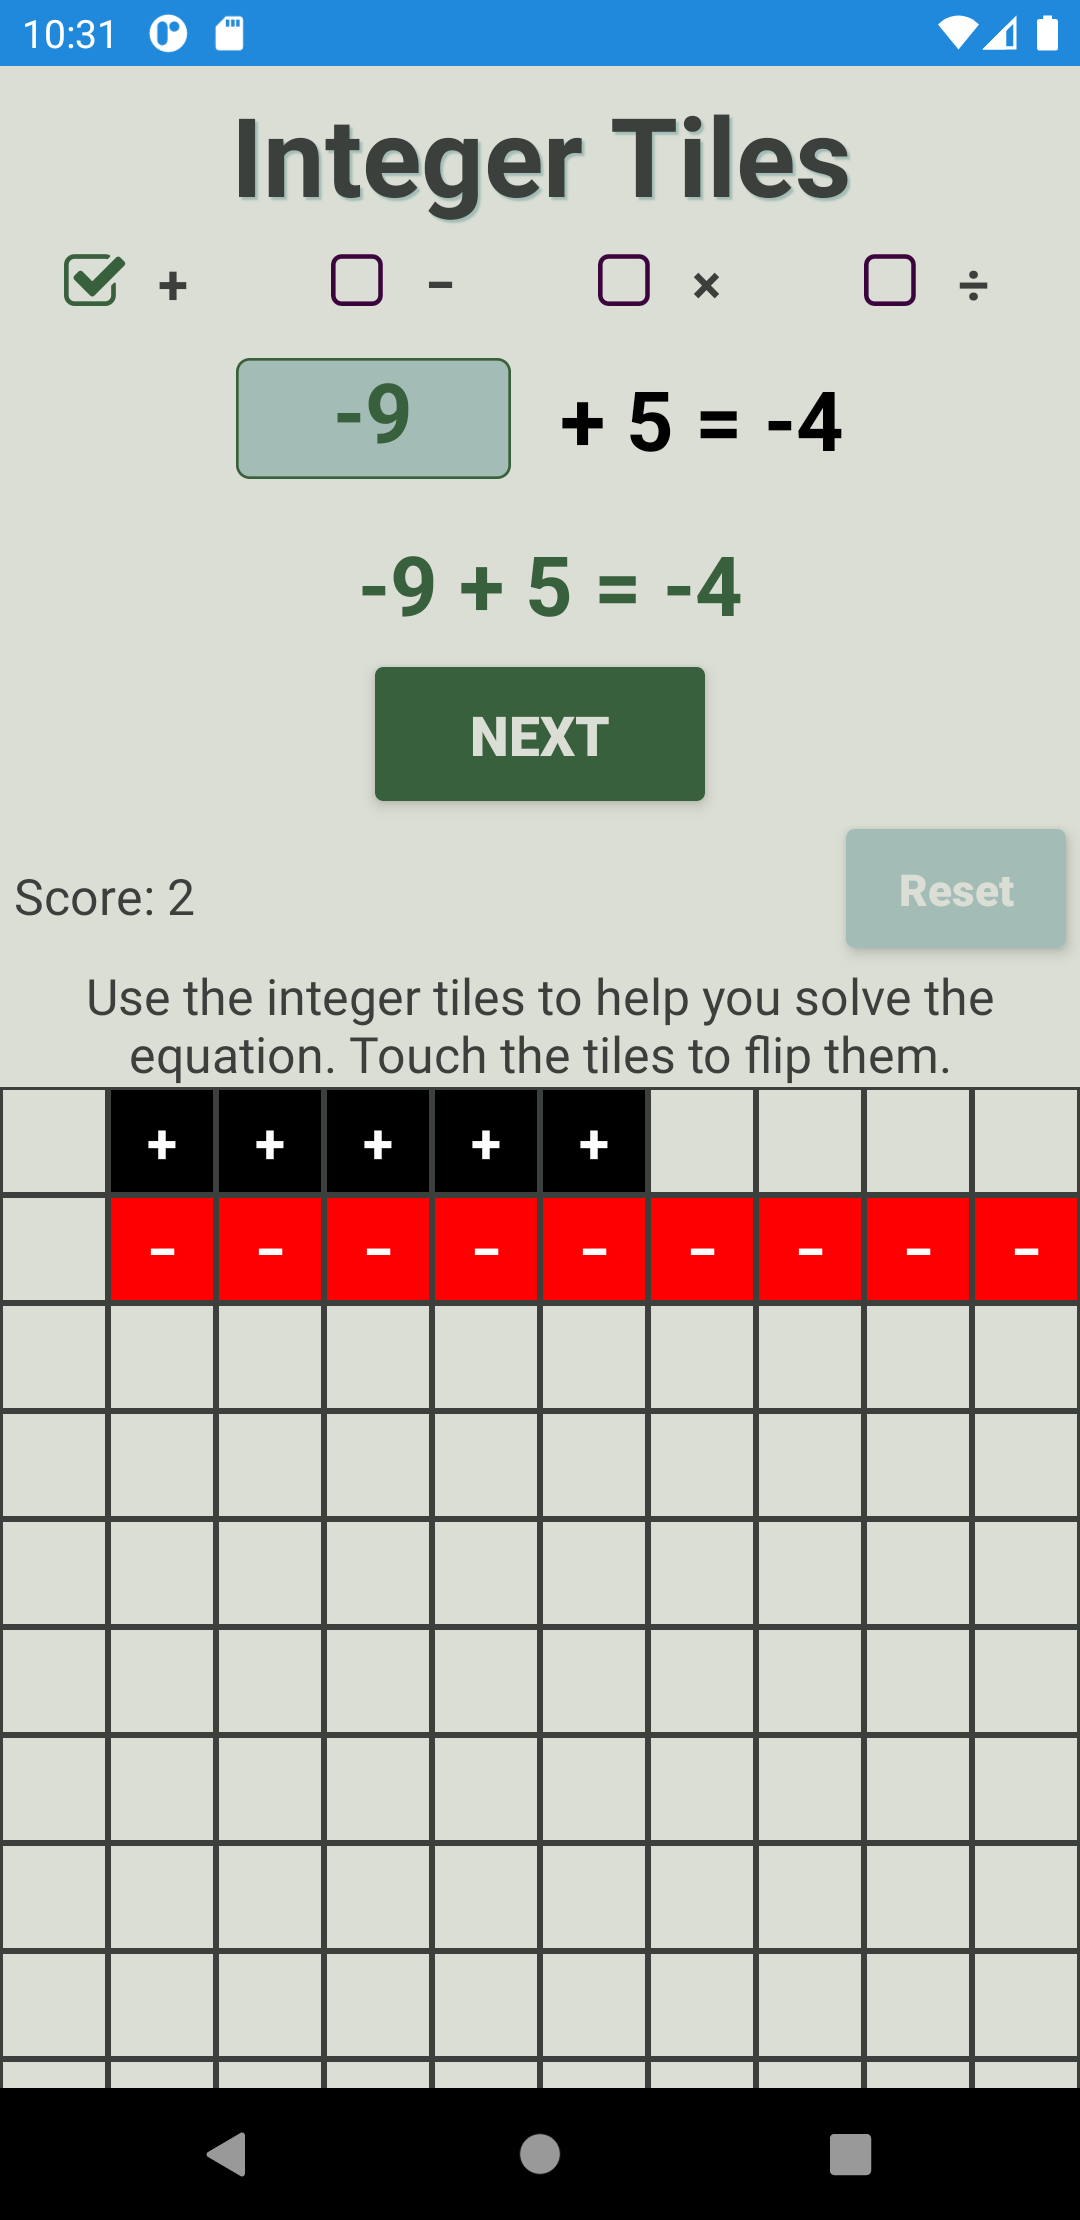 10:31
Integer Tiles
+ − × ÷
-9 + 5 = -4
-9 + 5 = -4
NEXT
Score: 2
Reset
Use the integer tiles to help you solve the
equation. Touch the tiles to flip them.
+ + + + +
− − − − − − − − −